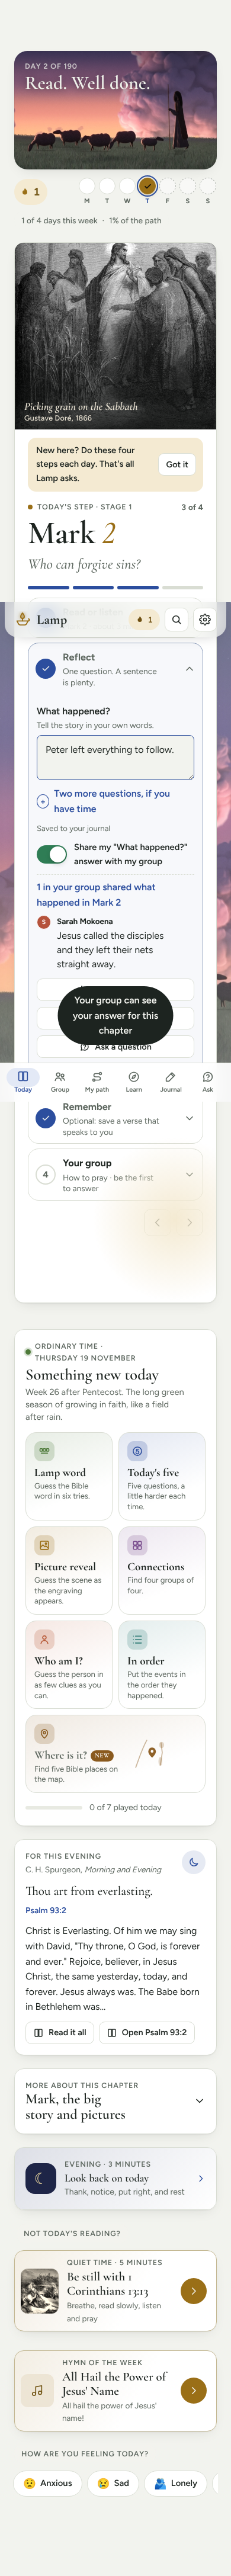 DAY 2 OF 190
Read. Well done.
1
M T W T F S S
1 of 4 days this week · 1% of the path
Picking grain on the Sabbath
Gustave Doré, 1866
New here? Do these four
steps each day. That's all
Lamp asks.
Got it
TODAY'S STEP · STAGE 1
3 of 4
Mark 2
Who can forgive sins?
Lamp
1
Reflect
One question. A sentence
is plenty.
What happened?
Tell the story in your own words.
Peter left everything to follow.
Two more questions, if you
have time
Saved to your journal
Share my "What happened?"
answer with my group
1 in your group shared what
happened in Mark 2
S
Sarah Mokoena
Jesus called the disciples
and they left their nets
straight away.
Your group can see
your answer for this
chapter
Ask a question
Today
Group
My path
Learn
Journal
Ask
Remember
Optional: save a verse that
speaks to you
4
Your group
How to pray · be the first
to answer
ORDINARY TIME ·
THURSDAY 19 NOVEMBER
Something new today
Week 26 after Pentecost. The long green
season of growing in faith, like a field
after rain.
Lamp word
Guess the Bible
word in six tries.
Today's five
Five questions, a
little harder each
time.
Picture reveal
Guess the scene as
the engraving
appears.
Connections
Find four groups of
four.
Who am I?
Guess the person in
as few clues as you
can.
In order
Put the events in
the order they
happened.
Where is it? NEW
Find five Bible places on
the map.
0 of 7 played today
FOR THIS EVENING
C. H. Spurgeon, Morning and Evening
Thou art from everlasting.
Psalm 93:2
Christ is Everlasting. Of him we may sing
with David, "Thy throne, O God, is forever
and ever." Rejoice, believer, in Jesus
Christ, the same yesterday, today, and
forever. Jesus always was. The Babe born
in Bethlehem was...
Read it all
Open Psalm 93:2
MORE ABOUT THIS CHAPTER
Mark, the big
story and pictures
EVENING · 3 MINUTES
Look back on today
Thank, notice, put right, and rest
NOT TODAY'S READING?
QUIET TIME · 5 MINUTES
Be still with 1
Corinthians 13:13
Breathe, read slowly, listen
and pray
HYMN OF THE WEEK
All Hail the Power of
Jesus' Name
All hail the power of Jesus'
name!
HOW ARE YOU FEELING TODAY?
Anxious
Sad
Lonely